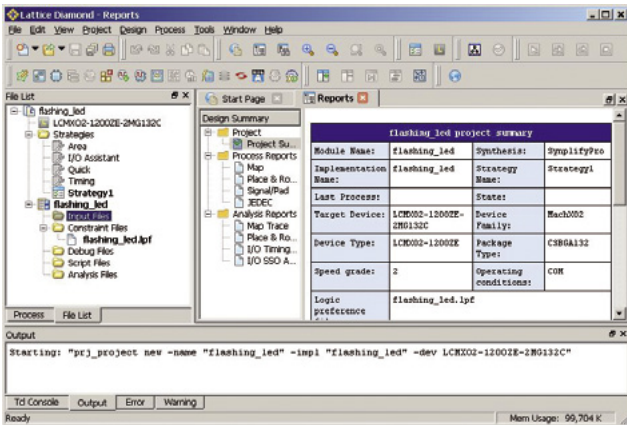 Lattice Diamond - Reports
File Edit View Project Design Process Tools Window Help
File List
flashing_led
LCMXO2-1200ZE-2MG132C
Strategies
Area
I/O Assistant
Quick
Timing
Strategy1
flashing_led
Input Files
Constraint Files
flashing_led.lpf
Debug Files
Script Files
Analysis Files
Process File List
Start Page Reports
Design Summary
Project
Project Su...
Process Reports
Map
Place & Ro...
Signal/Pad
JEDEC
Analysis Reports
Map Trace
Place & Ro...
I/O Timing...
I/O SSO A...
flashing_led project summary
Module Name: flashing_led Synthesis: SynplifyPro
Implementation Name: flashing_led Strategy Name: Strategy1
Last Process: State:
Target Device: LCMXO2-1200ZE-2MG132C Device Family: MachXO2
Device Type: LCMXO2-1200ZE Package Type: CSBGA132
Speed grade: 2 Operating conditions: COM
Logic preference flashing_led.lpf
Output
Starting: "prj_project new -name "flashing_led" -impl "flashing_led" -dev LCMXO2-1200ZE-2MG132C"
Tcl Console Output Error Warning
Ready Mem Usage: 99,704 K